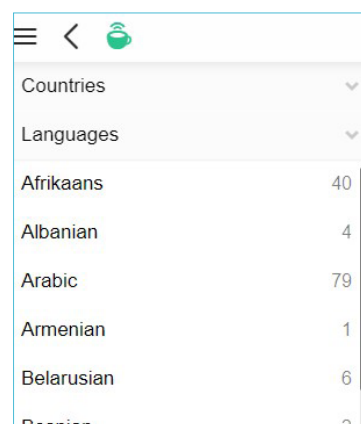 Countries
Languages
Afrikaans 40
Albanian 4
Arabic 79
Armenian 1
Belarusian 6